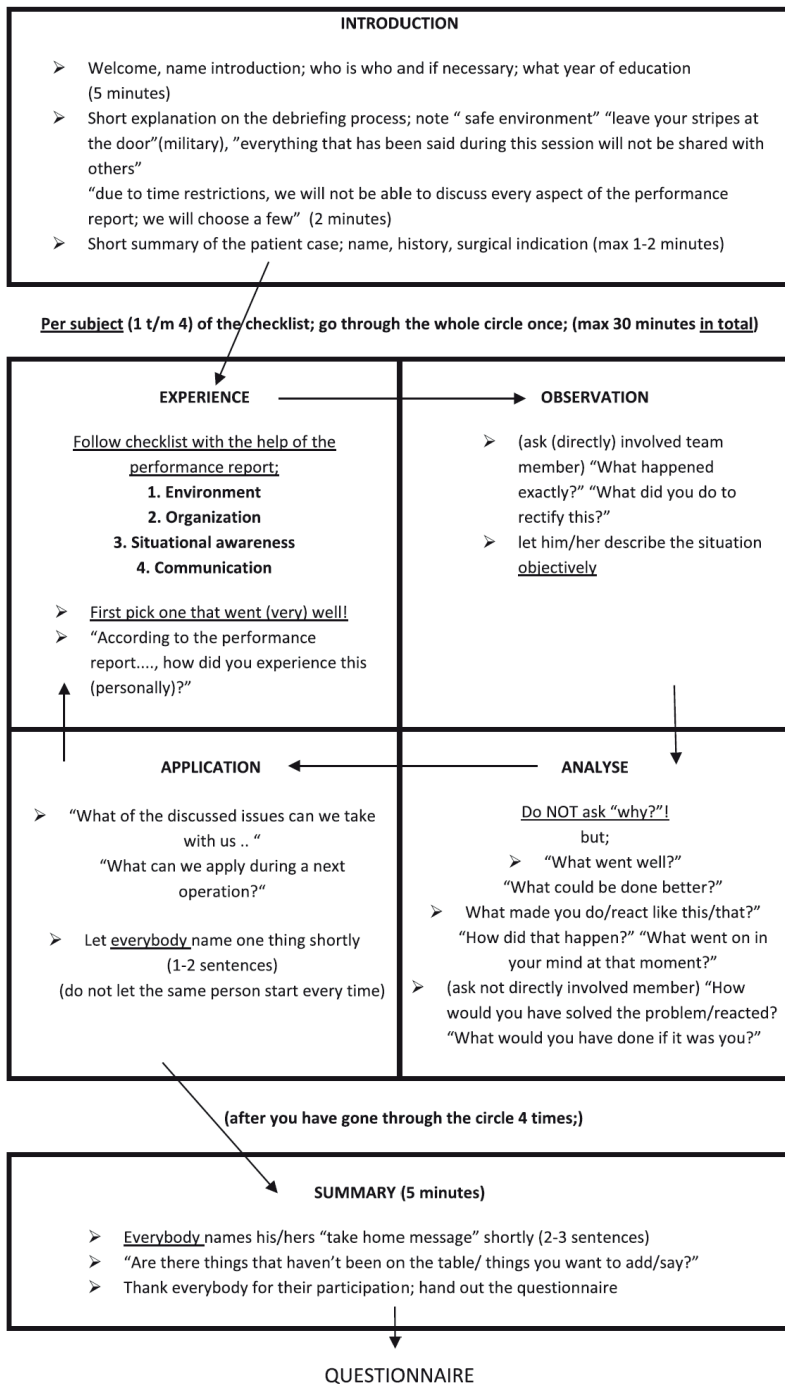 INTRODUCTION
➢ Welcome, name introduction; who is who and if necessary; what year of education
(5 minutes)
➢ Short explanation on the debriefing process; note “ safe environment” “leave your stripes at
the door”(military), ”everything that has been said during this session will not be shared with
others”
“due to time restrictions, we will not be able to discuss every aspect of the performance
report; we will choose a few” (2 minutes)
➢ Short summary of the patient case; name, history, surgical indication (max 1-2 minutes)
Per subject (1 t/m 4) of the checklist; go through the whole circle once; (max 30 minutes in total)
EXPERIENCE
Follow checklist with the help of the
performance report;
1. Environment
2. Organization
3. Situational awareness
4. Communication
➢ First pick one that went (very) well!
➢ “According to the performance
report...., how did you experience this
(personally)?”
OBSERVATION
➢ (ask (directly) involved team
member) “What happened
exactly?” “What did you do to
rectify this?”
➢ let him/her describe the situation
objectively
APPLICATION
➢ “What of the discussed issues can we take
with us .. “
“What can we apply during a next
operation?“
➢ Let everybody name one thing shortly
(1-2 sentences)
(do not let the same person start every time)
ANALYSE
Do NOT ask “why?”!
but;
➢ “What went well?”
“What could be done better?”
➢ What made you do/react like this/that?”
“How did that happen?” “What went on in
your mind at that moment?”
➢ (ask not directly involved member) “How
would you have solved the problem/reacted?
“What would you have done if it was you?”
(after you have gone through the circle 4 times;)
SUMMARY (5 minutes)
➢ Everybody names his/hers “take home message” shortly (2-3 sentences)
➢ “Are there things that haven’t been on the table/ things you want to add/say?”
➢ Thank everybody for their participation; hand out the questionnaire
QUESTIONNAIRE